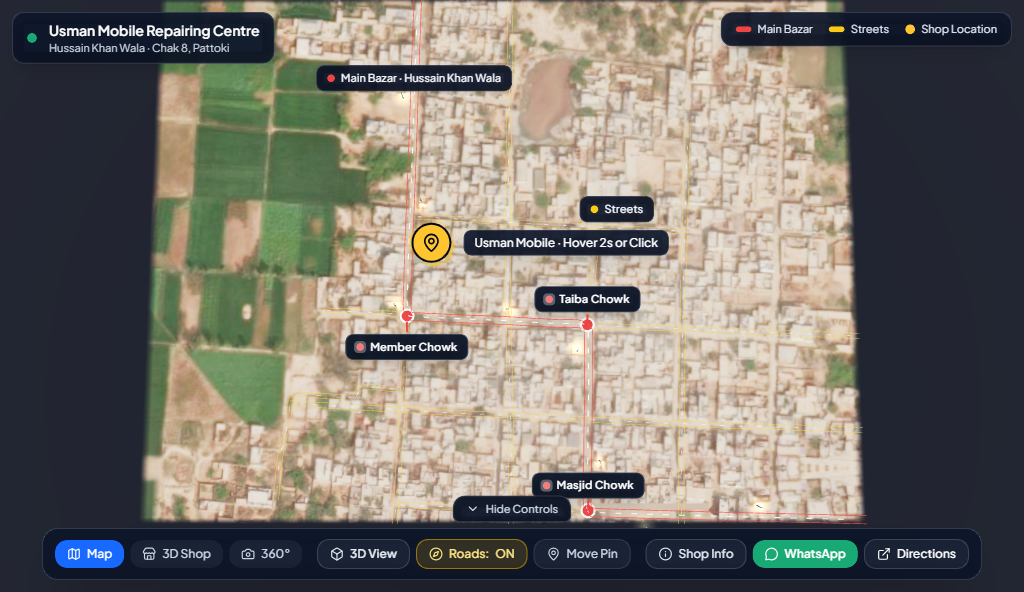 Usman Mobile Repairing Centre
Hussain Khan Wala · Chak 8, Pattoki
Main Bazar
Streets
Shop Location
Main Bazar · Hussain Khan Wala
Streets
Usman Mobile · Hover 2s or Click
Taiba Chowk
Member Chowk
Masjid Chowk
Hide Controls
Map
3D Shop
360°
3D View
Roads: ON
Move Pin
Shop Info
WhatsApp
Directions